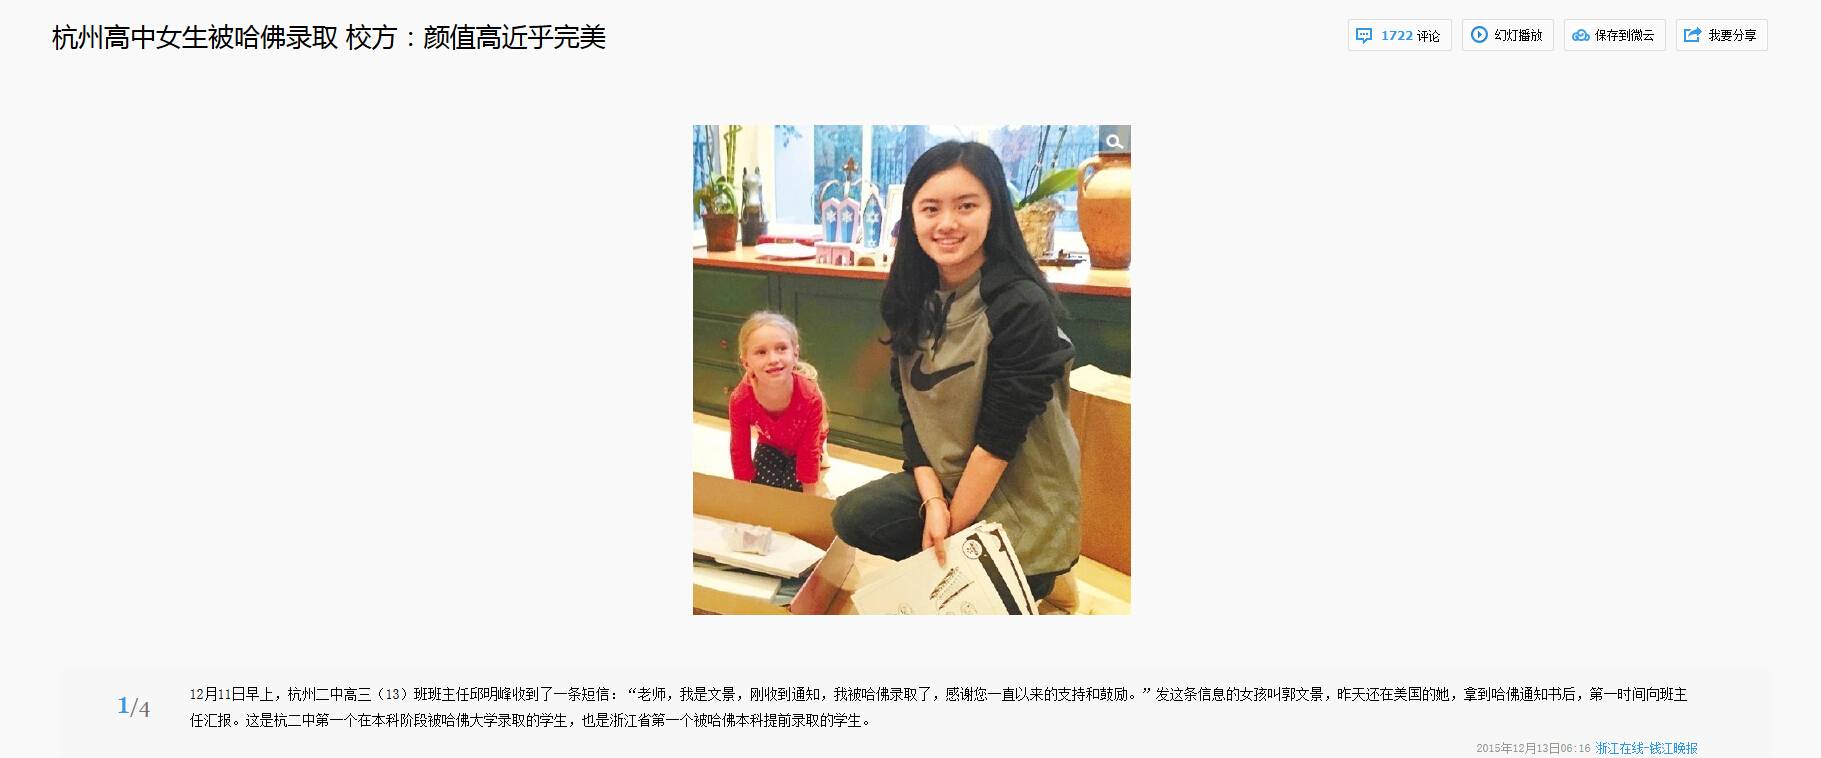 杭州高中女生被哈佛录取 校方：颜值高近乎完美
1722 评论
幻灯播放
保存到微云
我要分享
1/4
12月11日早上，杭州二中高三（13）班班主任邱明峰收到了一条短信：“老师，我是文景，刚收到通知，我被哈佛录取了，感谢您一直以来的支持和鼓励。”发这条信息的女孩叫郭文景，昨天还在美国的她，拿到哈佛通知书后，第一时间向班主
任汇报。这是杭二中第一个在本科阶段被哈佛大学录取的学生，也是浙江省第一个被哈佛本科提前录取的学生。
2015年12月13日06:16 浙江在线-钱江晚报